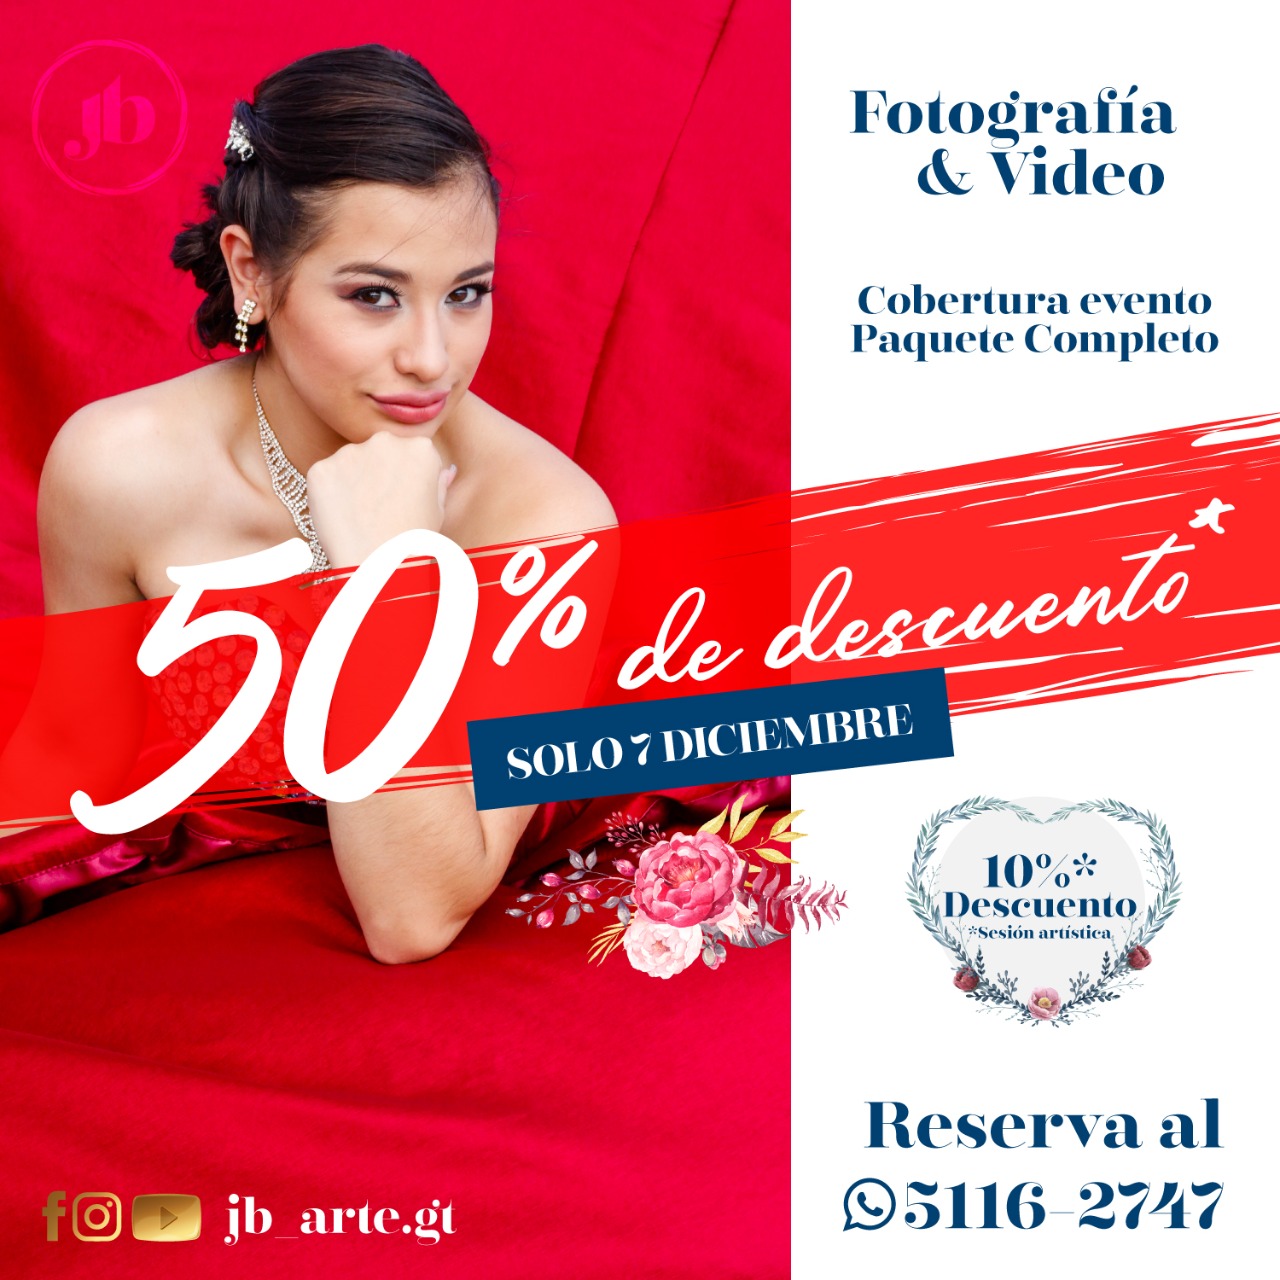 jb
Fotografía
& Video
Cobertura evento
Paquete Completo
50% de descuento*
SOLO 7 DICIEMBRE
10%*
Descuento
*Sesión artística
Reserva al
5116-2747
jb_arte.gt